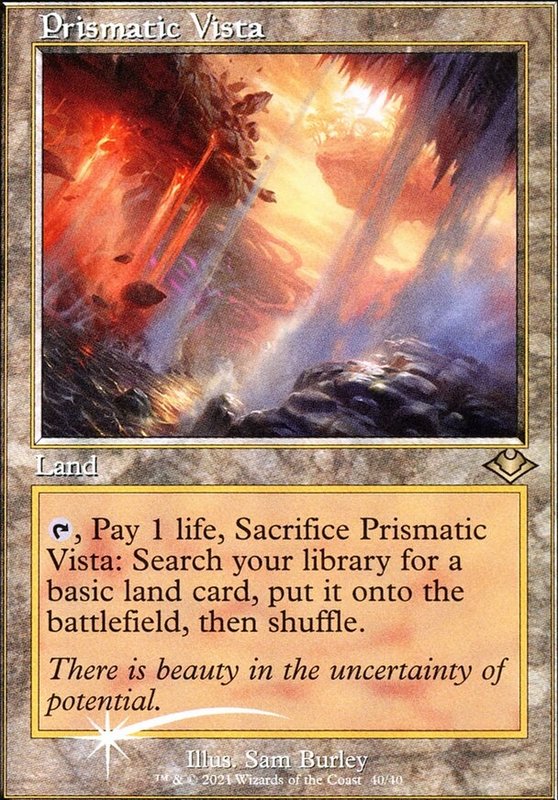 Prismatic Vista
Land
, Pay 1 life, Sacrifice Prismatic
Vista: Search your library for a
basic land card, put it onto the
battlefield, then shuffle.
There is beauty in the uncertainty of
potential.
Illus. Sam Burley
™ & © 2021 Wizards of the Coast 40/40